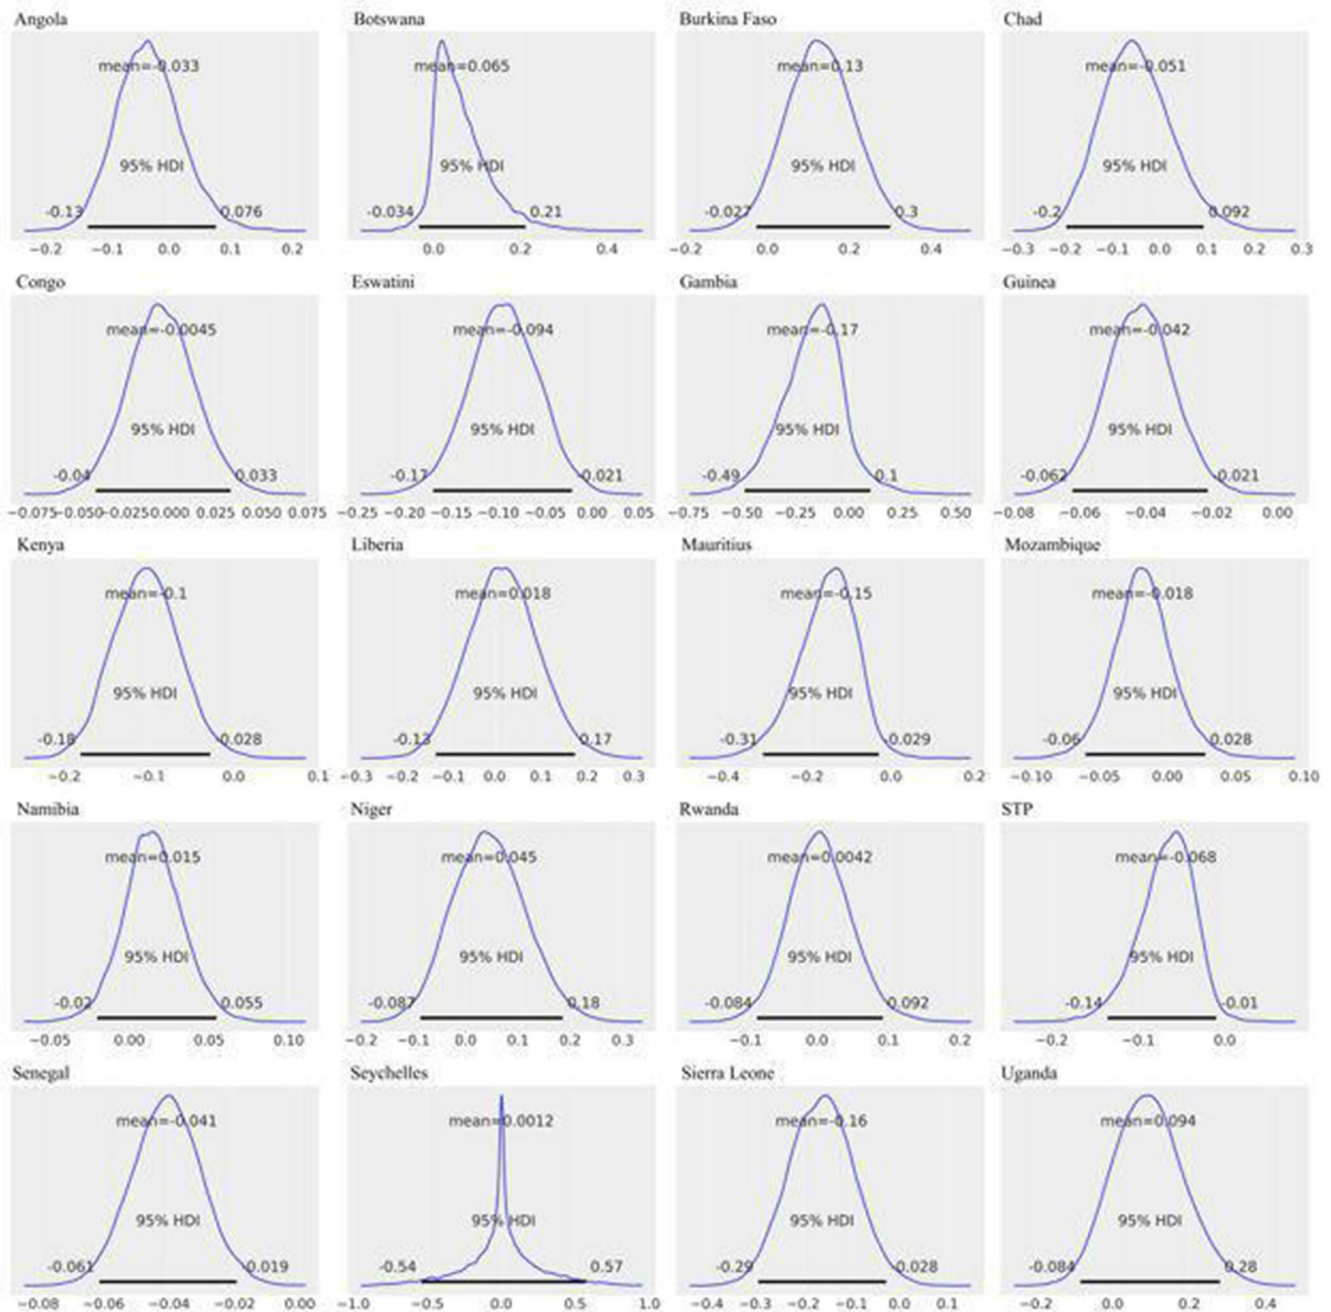 Angola Botswana Burkina Faso Chad
mean=-0.033 mean=0.065 mean=0.13 mean=-0.051
95% HDI 95% HDI 95% HDI 95% HDI
-0.13 0.076 -0.034 0.21 -0.027 0.3 -0.2 0.092
−0.2 −0.1 0.0 0.1 0.2 0.0 0.2 0.4 −0.2 0.0 0.2 0.4 −0.3 −0.2 −0.1 0.0 0.1 0.2 0.3
Congo Eswatini Gambia Guinea
mean=-0.0045 mean=-0.094 mean=-0.17 mean=-0.042
95% HDI 95% HDI 95% HDI 95% HDI
-0.04 0.033 -0.17 -0.021 -0.49 0.1 -0.062 -0.021
−0.075 −0.050 −0.025 0.000 0.025 0.050 0.075 −0.25 −0.20 −0.15 −0.10 −0.05 0.00 0.05 −0.75 −0.50 −0.25 0.00 0.25 0.50 −0.08 −0.06 −0.04 −0.02 0.00
Kenya Liberia Mauritius Mozambique
mean=-0.1 mean=0.018 mean=-0.15 mean=-0.018
95% HDI 95% HDI 95% HDI 95% HDI
-0.18 -0.028 -0.13 0.17 -0.31 -0.029 -0.06 0.028
−0.2 −0.1 0.0 0.1 −0.3 −0.2 −0.1 0.0 0.1 0.2 0.3 −0.4 −0.2 0.0 0.2 −0.10 −0.05 0.00 0.05 0.10
Namibia Niger Rwanda STP
mean=0.015 mean=0.045 mean=0.0042 mean=-0.068
95% HDI 95% HDI 95% HDI 95% HDI
-0.02 0.055 -0.087 0.18 -0.084 0.092 -0.14 -0.01
−0.05 0.00 0.05 0.10 −0.2 −0.1 0.0 0.1 0.2 0.3 −0.1 0.0 0.1 0.2 −0.2 −0.1 0.0
Senegal Seychelles Sierra Leone Uganda
mean=-0.041 mean=0.0012 mean=-0.16 mean=0.094
95% HDI 95% HDI 95% HDI 95% HDI
-0.061 -0.019 -0.54 0.57 -0.29 -0.028 -0.084 0.28
−0.08 −0.06 −0.04 −0.02 0.00 −1.0 −0.5 0.0 0.5 1.0 −0.4 −0.3 −0.2 −0.1 0.0 0.1 −0.2 0.0 0.2 0.4